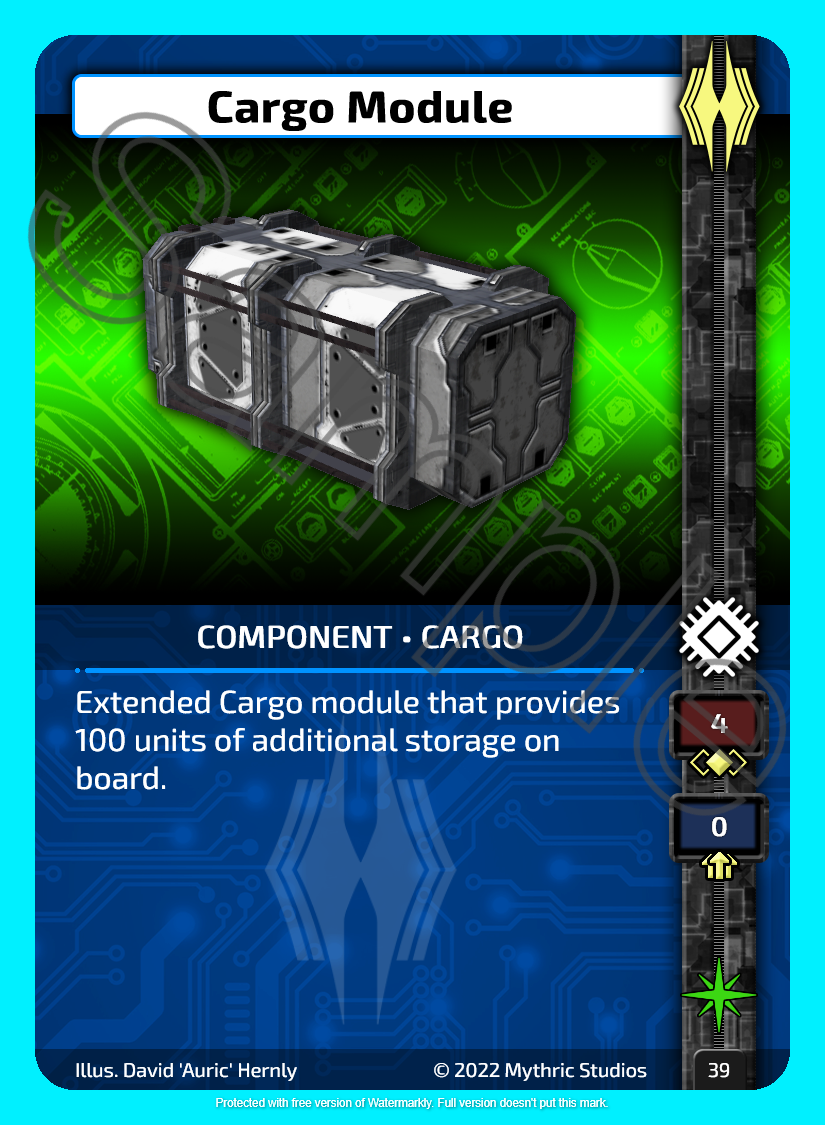 Cargo Module
COMPONENT • CARGO
4
Extended Cargo module that provides
100 units of additional storage on
board.
0
Illus. David 'Auric' Hernly
© 2022 Mythric Studios
39
Sample
Protected with free version of Watermarkly. Full version doesn't put this mark.